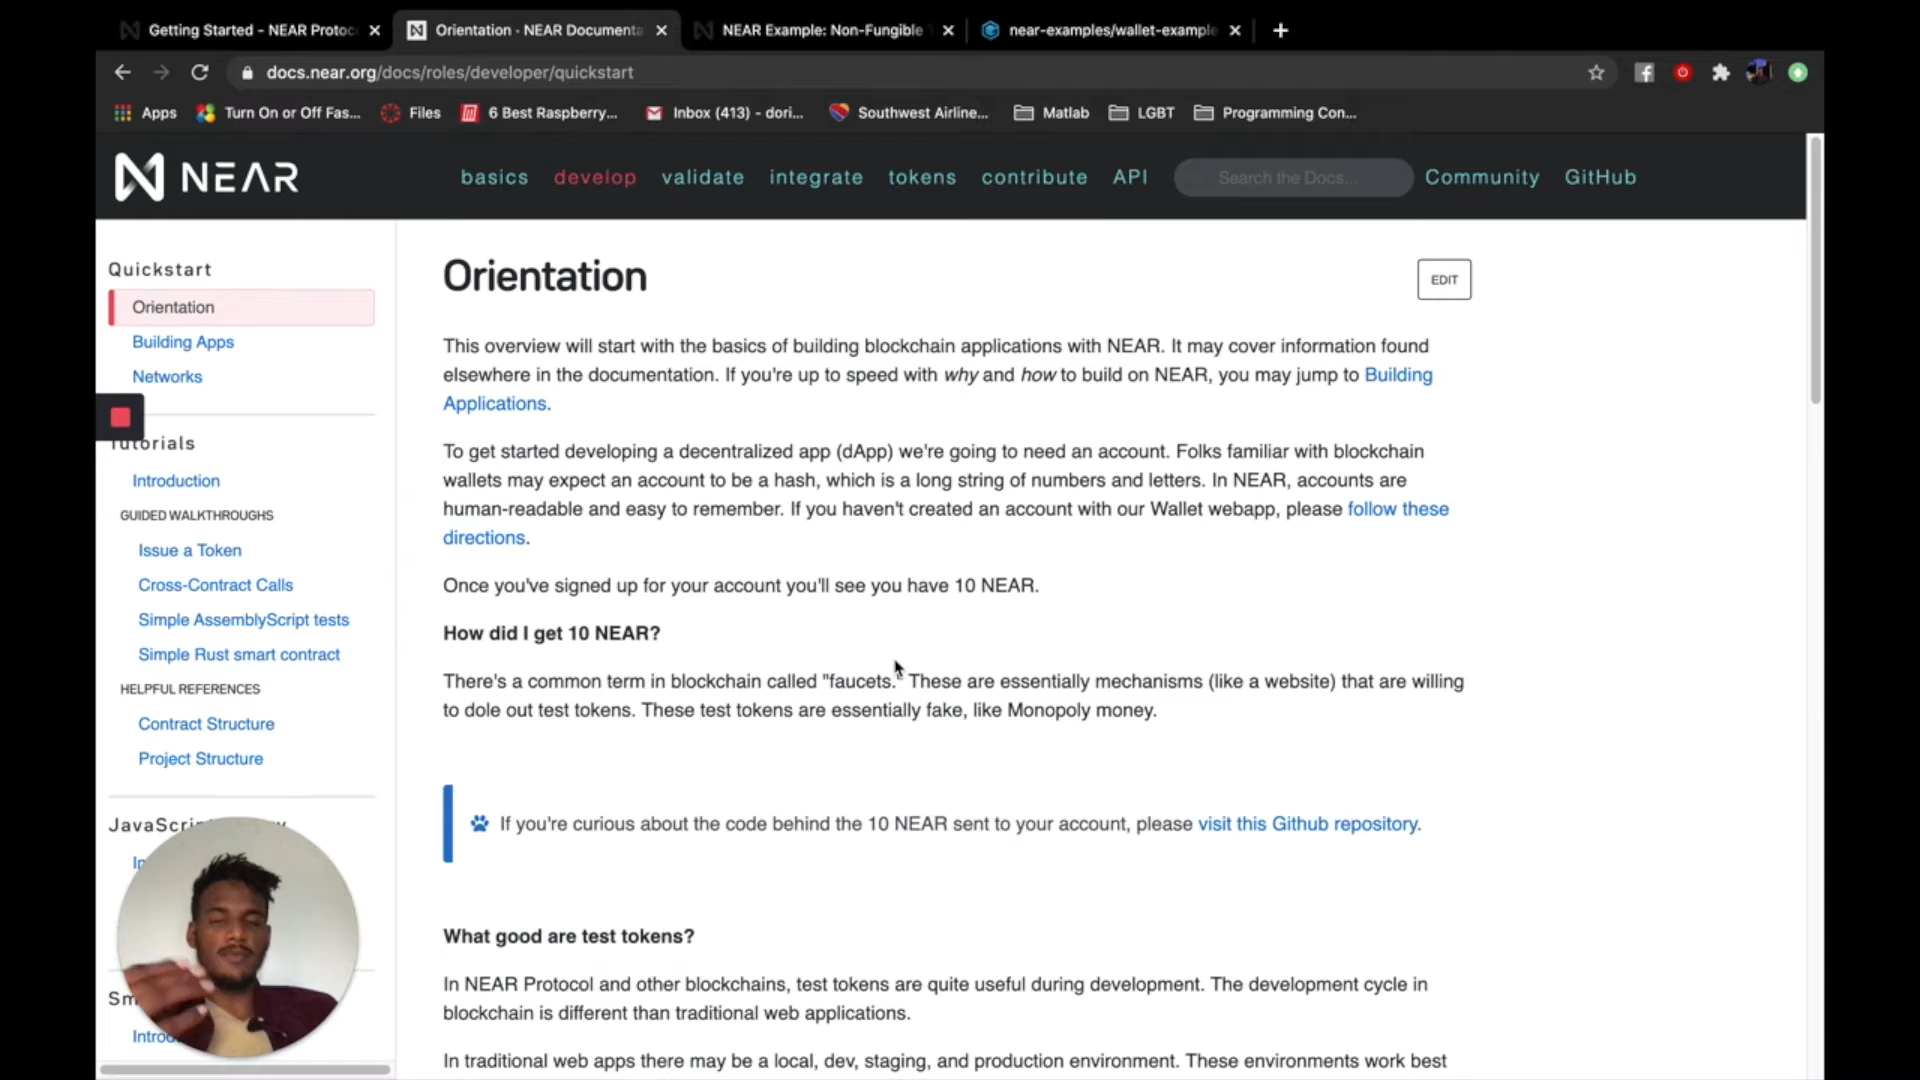 Getting Started - NEAR Protoc
Orientation · NEAR Documenta
NEAR Example: Non-Fungible T
near-examples/wallet-example
docs.near.org/docs/roles/developer/quickstart
Apps
Turn On or Off Fas...
Files
6 Best Raspberry...
Inbox (413) - dori...
Southwest Airline...
Matlab
LGBT
Programming Con...
NEAR
basics
develop
validate
integrate
tokens
contribute
API
Search the Docs...
Community
GitHub
Quickstart
Orientation
Building Apps
Networks
Tutorials
Introduction
GUIDED WALKTHROUGHS
Issue a Token
Cross-Contract Calls
Simple AssemblyScript tests
Simple Rust smart contract
HELPFUL REFERENCES
Contract Structure
Project Structure
Orientation
EDIT
This overview will start with the basics of building blockchain applications with NEAR. It may cover information found
elsewhere in the documentation. If you're up to speed with why and how to build on NEAR, you may jump to Building
Applications.
To get started developing a decentralized app (dApp) we're going to need an account. Folks familiar with blockchain
wallets may expect an account to be a hash, which is a long string of numbers and letters. In NEAR, accounts are
human-readable and easy to remember. If you haven't created an account with our Wallet webapp, please follow these
directions.
Once you've signed up for your account you'll see you have 10 NEAR.
How did I get 10 NEAR?
There's a common term in blockchain called "faucets." These are essentially mechanisms (like a website) that are willing
to dole out test tokens. These test tokens are essentially fake, like Monopoly money.
If you're curious about the code behind the 10 NEAR sent to your account, please visit this Github repository.
What good are test tokens?
In NEAR Protocol and other blockchains, test tokens are quite useful during development. The development cycle in
blockchain is different than traditional web applications.
In traditional web apps there may be a local, dev, staging, and production environment. These environments work best